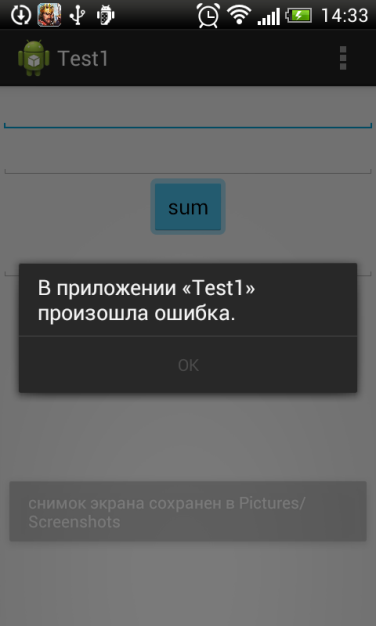 14:33
Test1
sum
В приложении «Test1»
произошла ошибка.
OK
снимок экрана сохранен в Pictures/
Screenshots